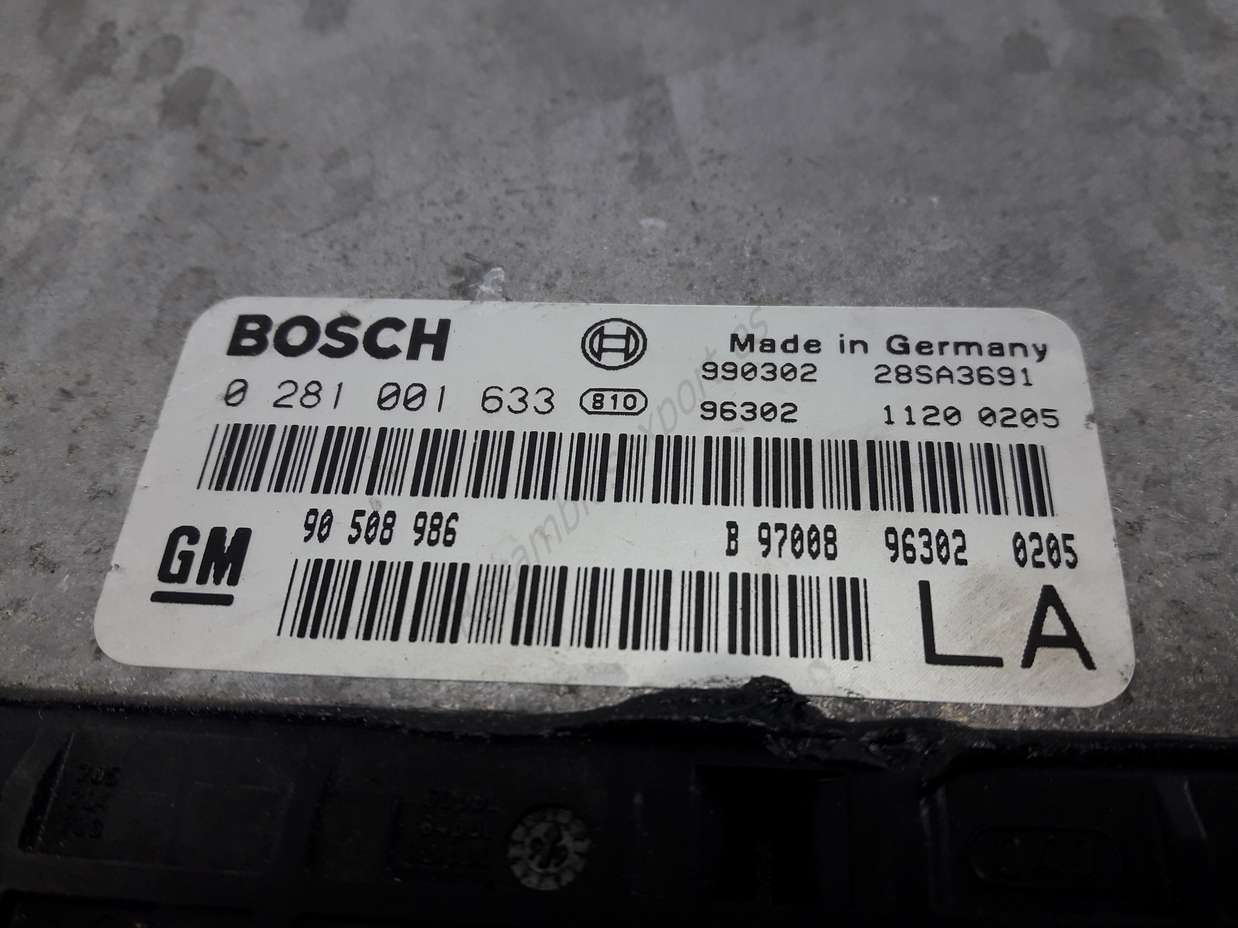 BOSCH
Made in Germany
990302 28SA3691
0 281 001 633 810
96302 1120 0205
90 508 986 B 97008 96302 0205
GM
LA